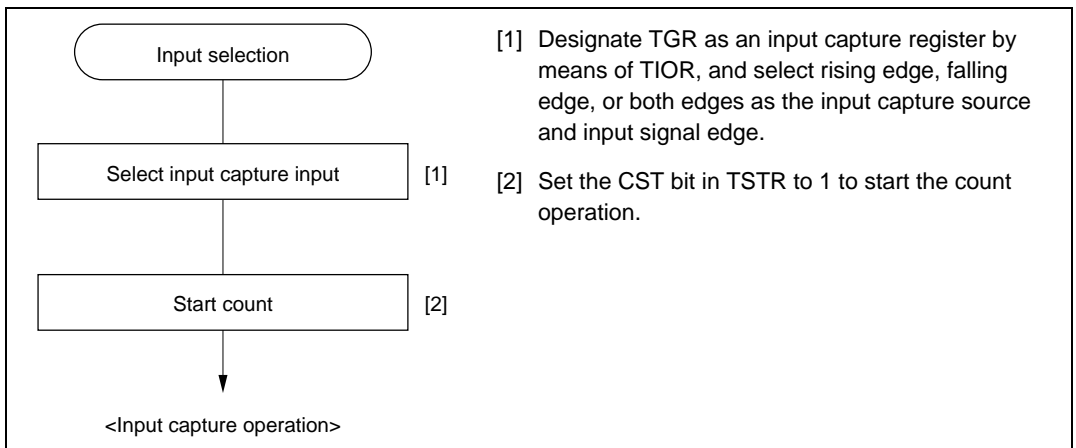 Input selection
Select input capture input
[1]
Start count
[2]
<Input capture operation>
[1] Designate TGR as an input capture register by
means of TIOR, and select rising edge, falling
edge, or both edges as the input capture source
and input signal edge.
[2] Set the CST bit in TSTR to 1 to start the count
operation.